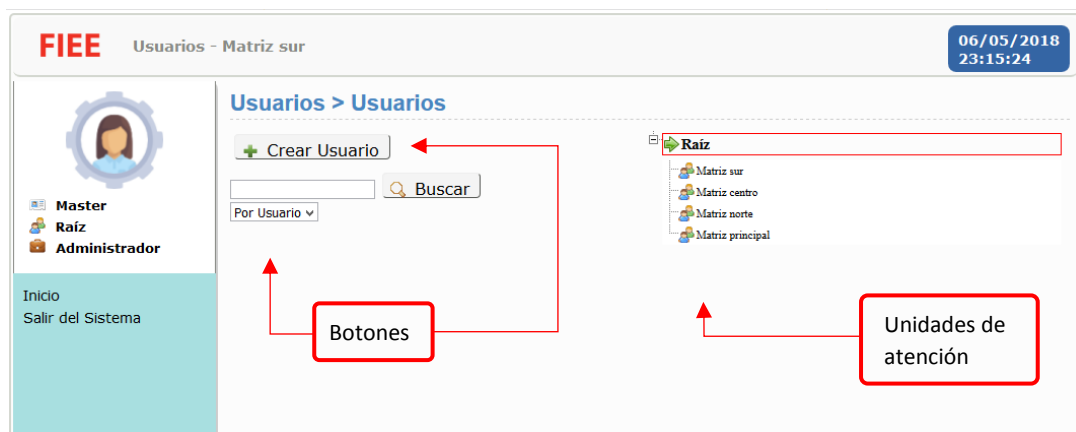 FIEE Usuarios - Matriz sur
06/05/2018
23:15:24
Master
Raíz
Administrador
Inicio
Salir del Sistema
Usuarios > Usuarios
Crear Usuario
Buscar
Por Usuario
Botones
Raíz
Matriz sur
Matriz centro
Matriz norte
Matriz principal
Unidades de
atención